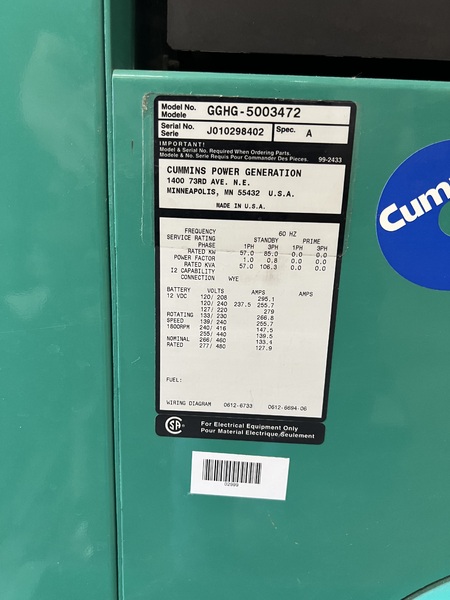 Model No. GGHG-5003472
Modele
Serial No. J010298402 Spec. A
Serie
IMPORTANT!
Model & Serial No. Required When Ordering Parts.
Modele & No. Serie Requis Pour Commander Des Pieces. 99-2433
CUMMINS POWER GENERATION
1400 73RD AVE. N.E.
MINNEAPOLIS, MN 55432 U.S.A.
MADE IN U.S.A.
Cumm
FREQUENCY 60 HZ
SERVICE RATING STANDBY PRIME
PHASE 1PH 3PH 1PH 3PH
RATED KW 57.0 85.0 0.0 0.0
POWER FACTOR 1.0 0.8 0.0 0.0
RATED KVA 57.0 106.3 0.0 0.0
I2 CAPABILITY
CONNECTION WYE
BATTERY VOLTS AMPS AMPS
12 VDC 120/ 208 295.1
120/ 240 237.5 255.7
127/ 220 279
ROTATING 133/ 230 266.8
SPEED 139/ 240 255.7
1800RPM 240/ 416 147.5
255/ 440 139.5
NOMINAL 266/ 460 133.4
RATED 277/ 480 127.9
FUEL:
WIRING DIAGRAM 0612-6733 0612-6694-06
SA For Electrical Equipment Only
Pour Material Electrique Seulement
02999